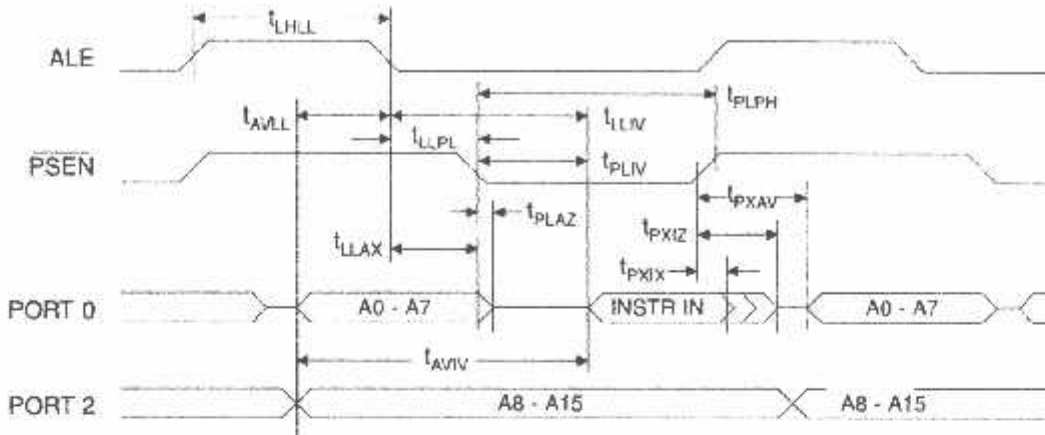 tLHLL
ALE
tPLPH
tAVLL
tLLIV
tLLPL
PSEN
tPLIV
tPXAV
tPLAZ
tPXIZ
tLLAX
tPXIX
PORT 0
A0 - A7
INSTR IN
A0 - A7
tAVIV
PORT 2
A8 - A15
A8 - A15